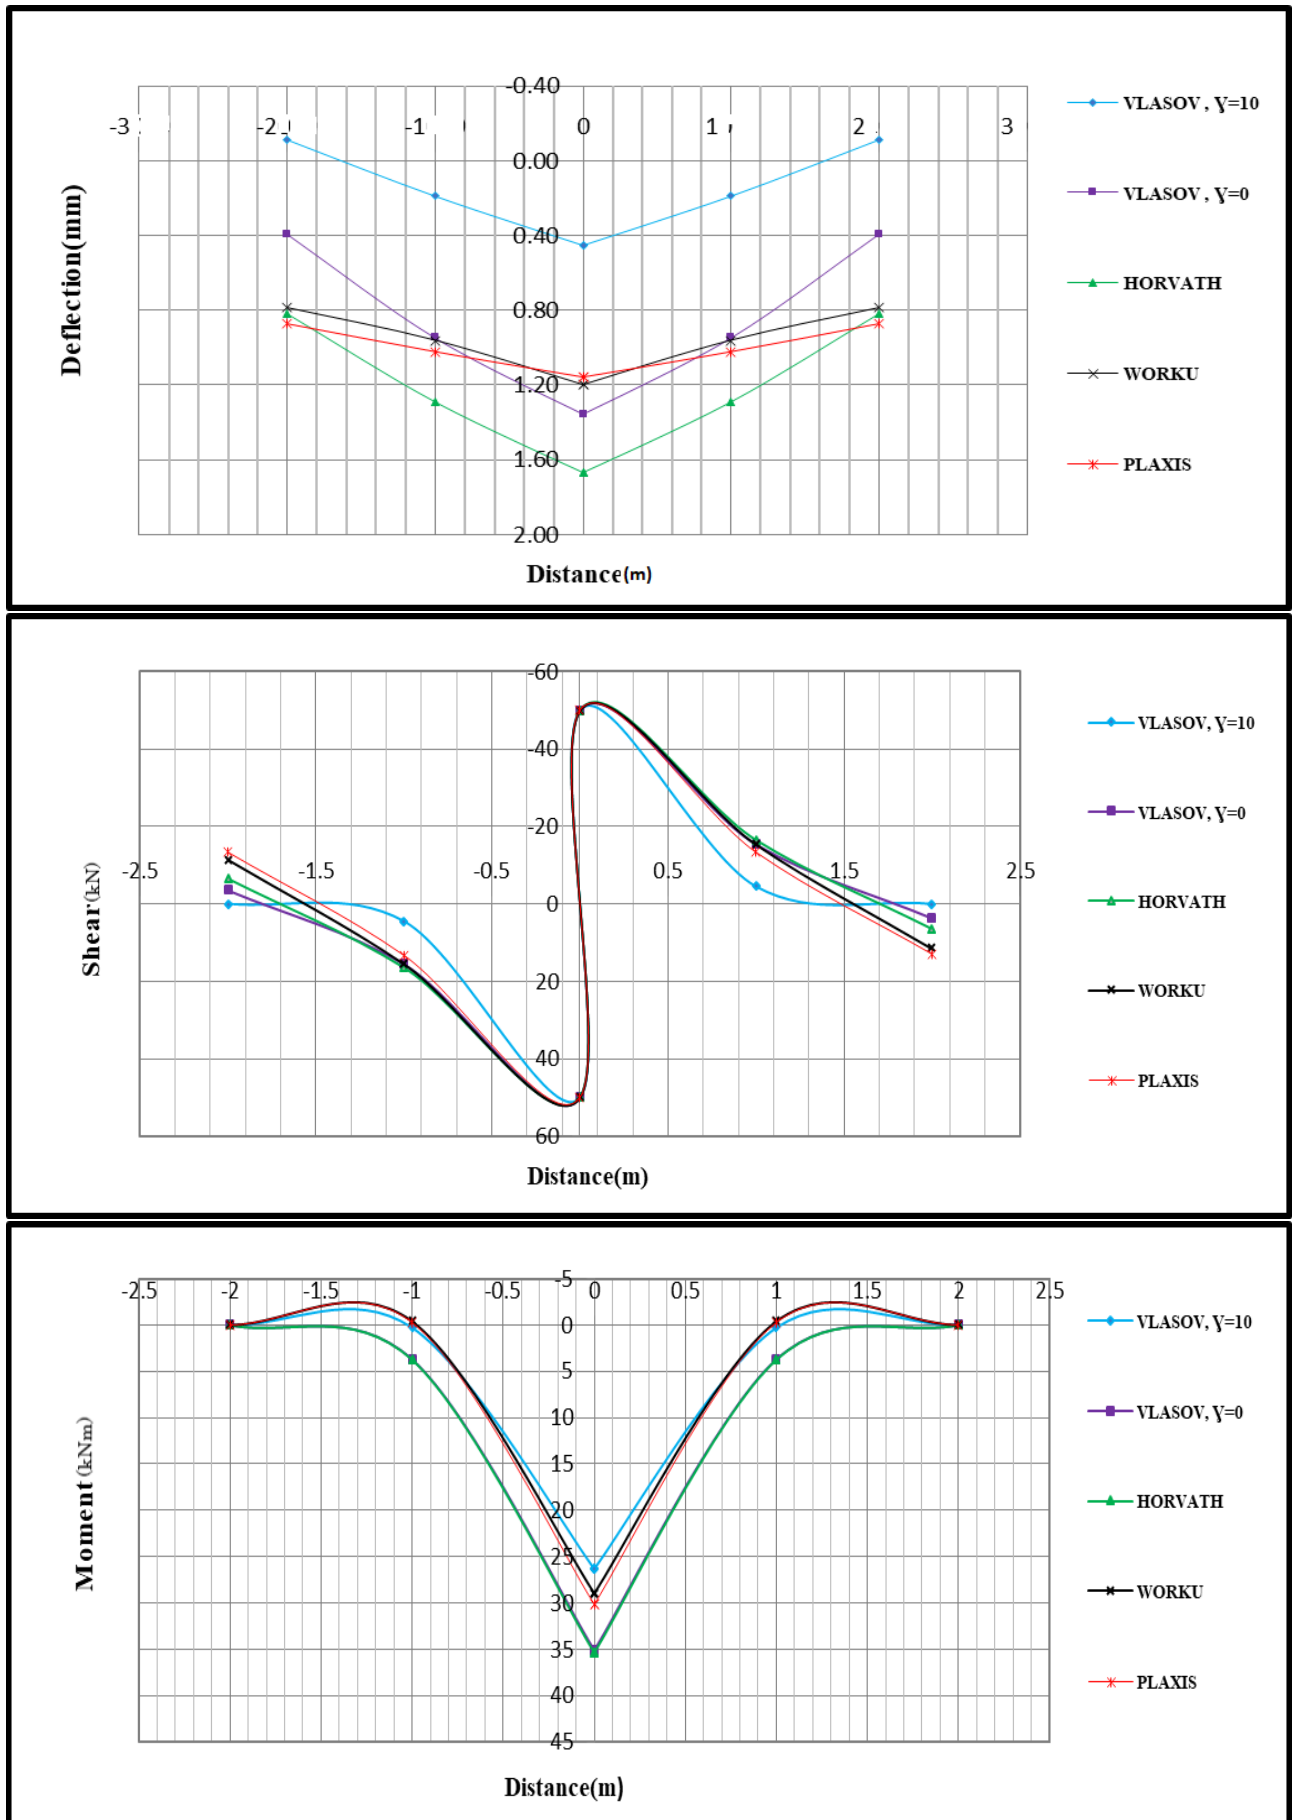 -0.40
-3
-2.0
-1
0
1
2
3
0.00
0.40
0.80
1.20
1.60
2.00
Deflection(mm)
Distance(m)
VLASOV , Ɣ=10
VLASOV , Ɣ=0
HORVATH
WORKU
PLAXIS
-60
-40
-20
-2.5
-1.5
-0.5
0.5
1.5
2.5
0
20
40
60
Shear(kN)
Distance(m)
VLASOV, Ɣ=10
VLASOV, Ɣ=0
HORVATH
WORKU
PLAXIS
-5
-2.5
-2
-1.5
-1
-0.5
0
0.5
1
1.5
2
2.5
0
5
10
15
20
25
30
35
40
45
Moment(kNm)
Distance(m)
VLASOV, Ɣ=10
VLASOV, Ɣ=0
HORVATH
WORKU
PLAXIS